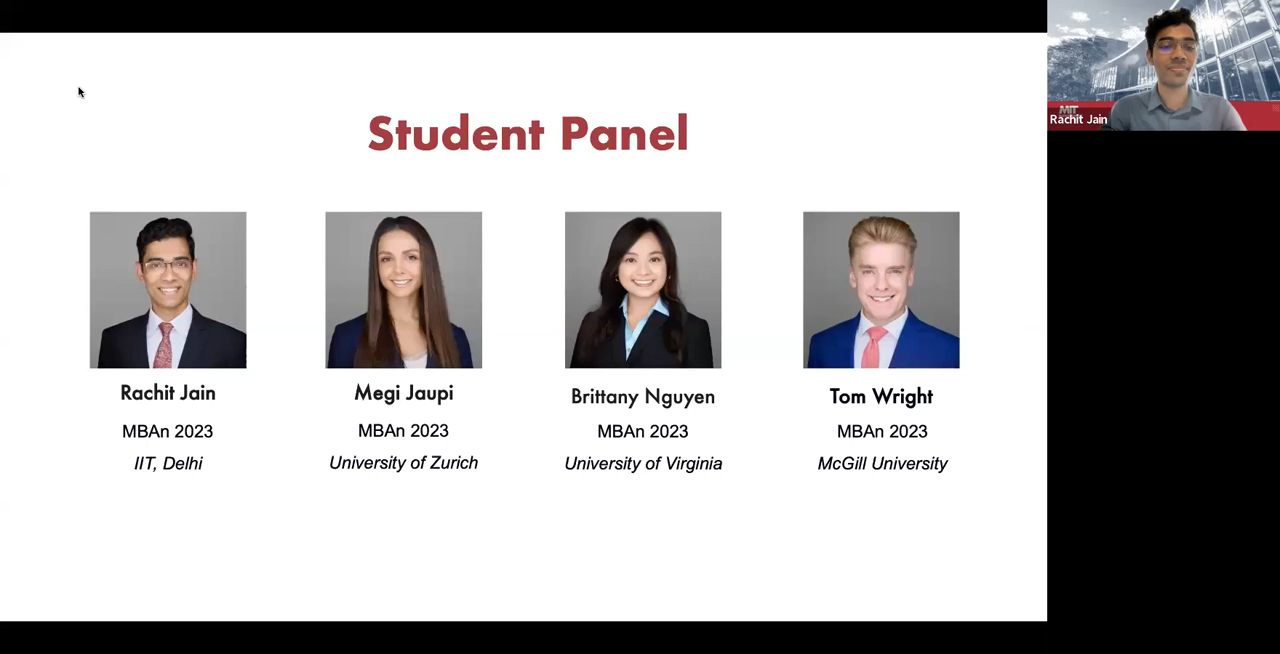 Student Panel
Rachit Jain
MBAn 2023
IIT, Delhi
Megi Jaupi
MBAn 2023
University of Zurich
Brittany Nguyen
MBAn 2023
University of Virginia
Tom Wright
MBAn 2023
McGill University
MIT
Rachit Jain